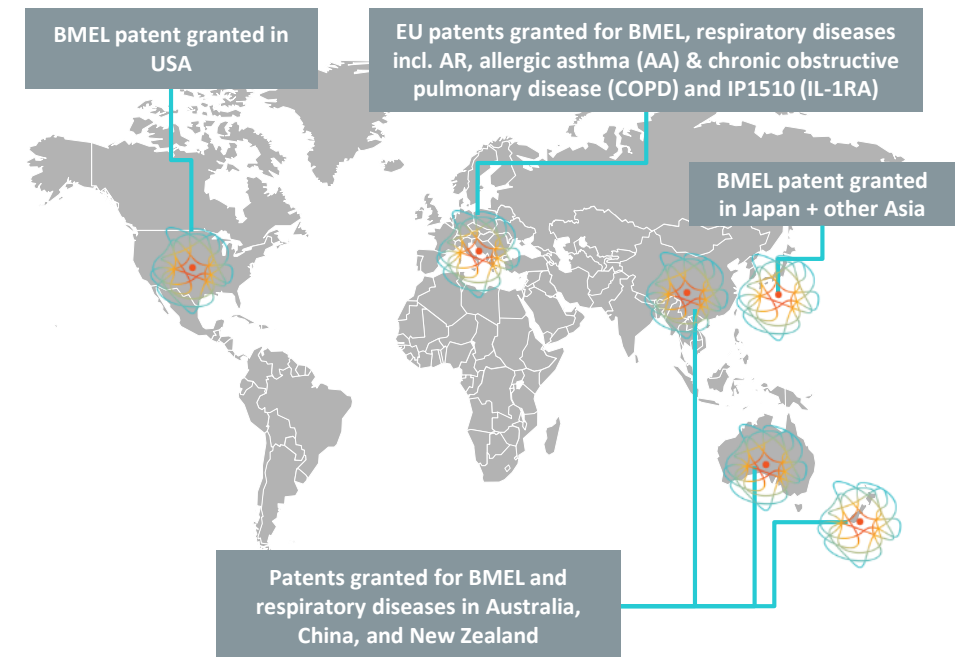 BMEL patent granted in
USA
EU patents granted for BMEL, respiratory diseases
incl. AR, allergic asthma (AA) & chronic obstructive
pulmonary disease (COPD) and IP1510 (IL-1RA)
BMEL patent granted
in Japan + other Asia
Patents granted for BMEL and
respiratory diseases in Australia,
China, and New Zealand